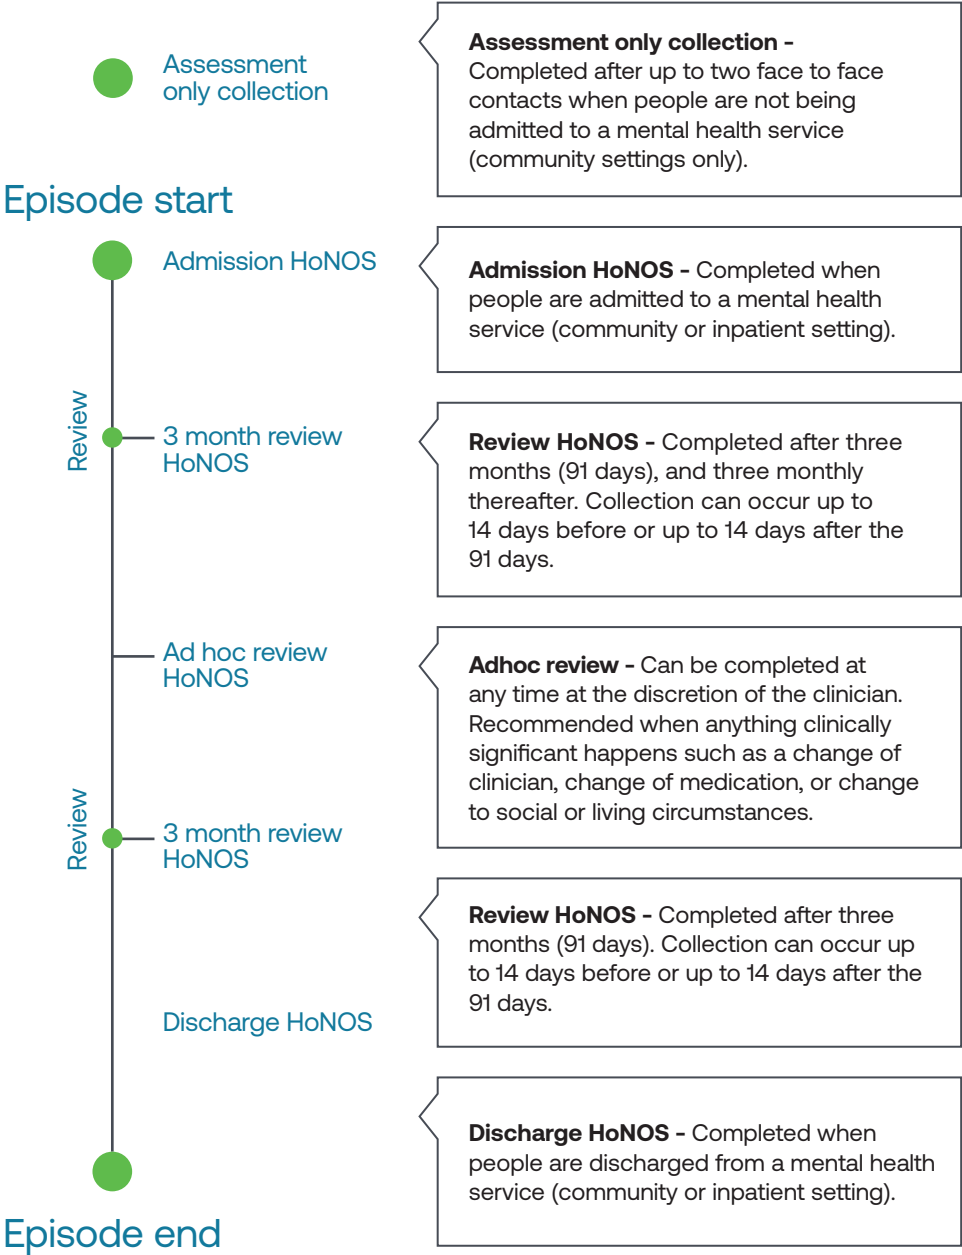 Assessment
only collection
Assessment only collection -
Completed after up to two face to face
contacts when people are not being
admitted to a mental health service
(community settings only).
Episode start
Admission HoNOS
Admission HoNOS - Completed when
people are admitted to a mental health
service (community or inpatient setting).
Review
3 month review
HoNOS
Review HoNOS - Completed after three
months (91 days), and three monthly
thereafter. Collection can occur up to
14 days before or up to 14 days after the
91 days.
Ad hoc review
HoNOS
Adhoc review - Can be completed at
any time at the discretion of the clinician.
Recommended when anything clinically
significant happens such as a change of
clinician, change of medication, or change
to social or living circumstances.
Review
3 month review
HoNOS
Review HoNOS - Completed after three
months (91 days). Collection can occur up
to 14 days before or up to 14 days after the
91 days.
Discharge HoNOS
Discharge HoNOS - Completed when
people are discharged from a mental health
service (community or inpatient setting).
Episode end